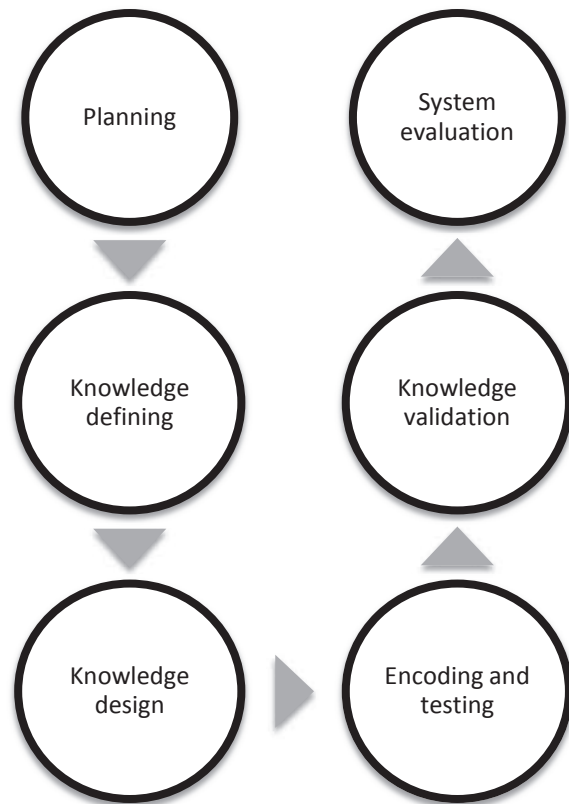 Planning
Knowledge
defining
Knowledge
design
Encoding and
testing
Knowledge
validation
System
evaluation